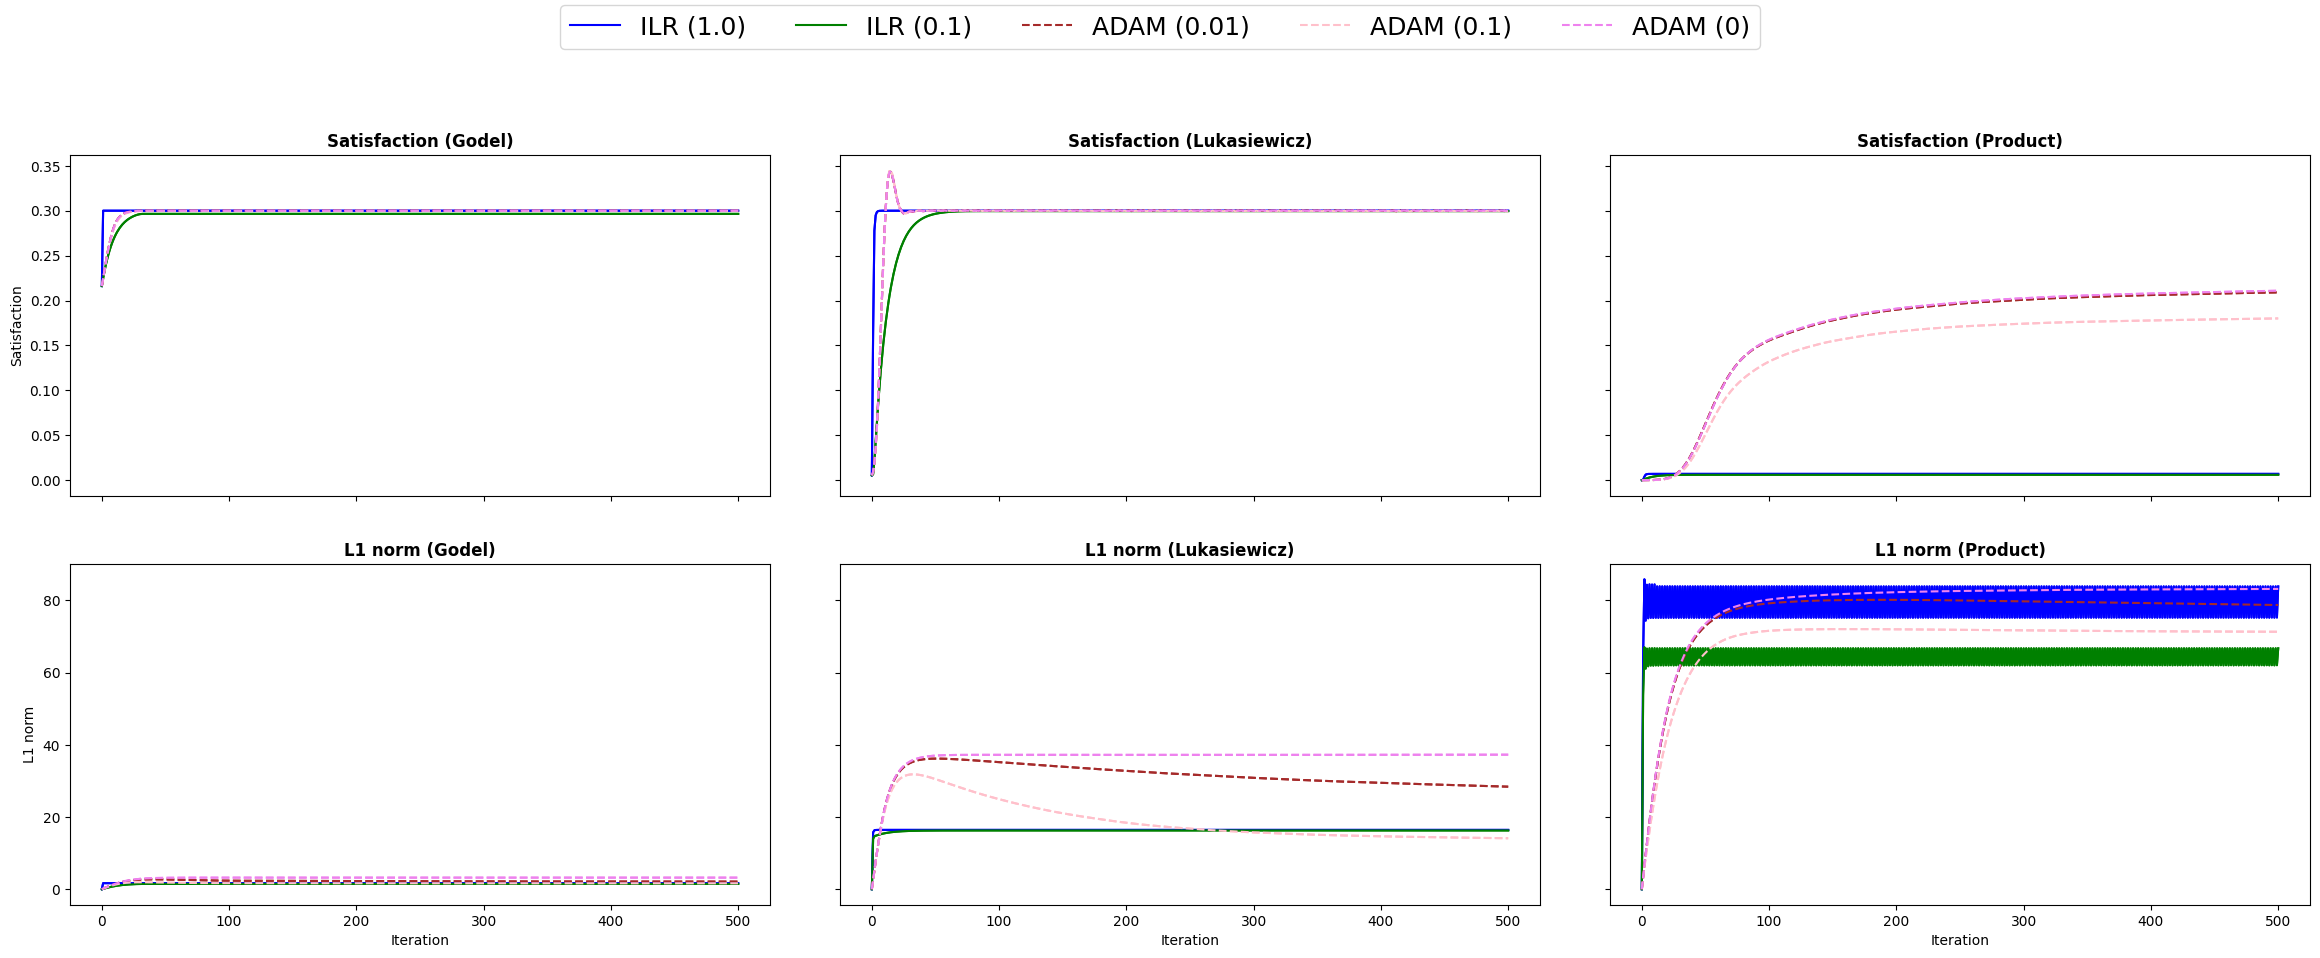 ILR (1.0) ILR (0.1) ADAM (0.01) ADAM (0.1) ADAM (0)
Satisfaction (Godel)
Satisfaction (Lukasiewicz)
Satisfaction (Product)
Satisfaction
0.35
0.30
0.25
0.20
0.15
0.10
0.05
0.00
L1 norm (Godel)
L1 norm (Lukasiewicz)
L1 norm (Product)
L1 norm
80
60
40
20
0
0 100 200 300 400 500
0 100 200 300 400 500
0 100 200 300 400 500
Iteration
Iteration
Iteration